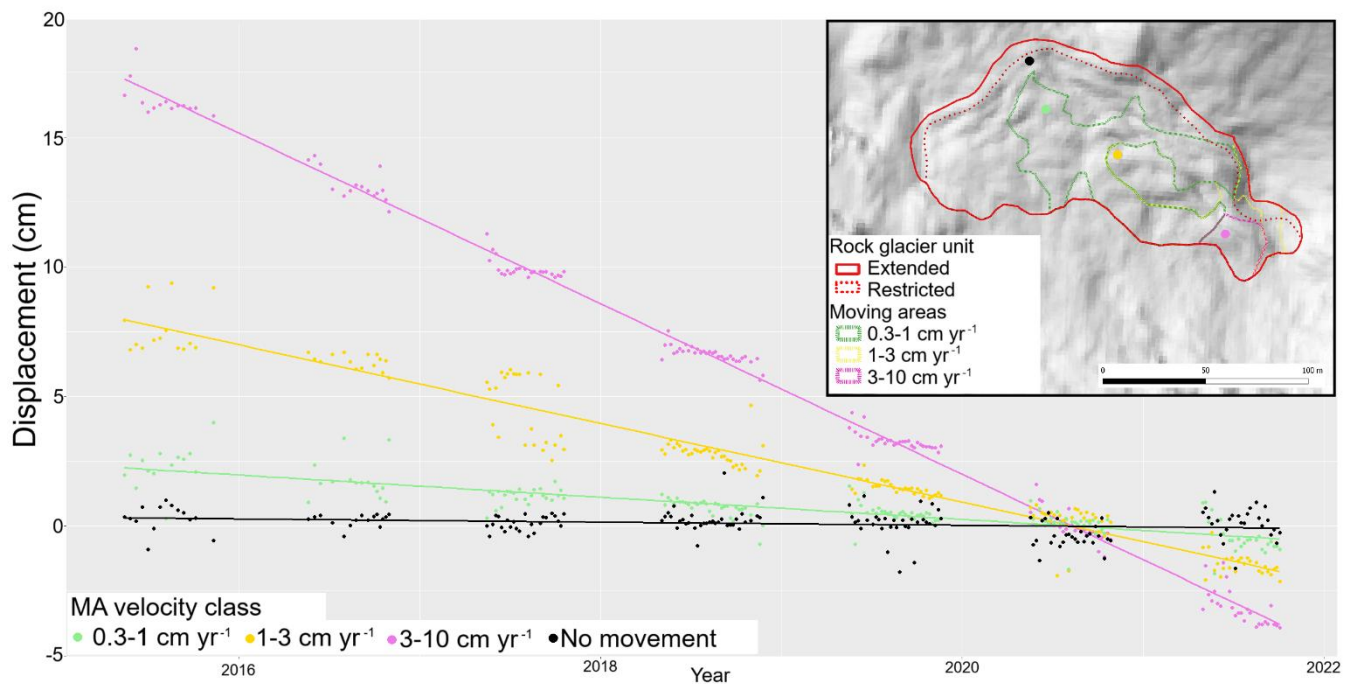 20
15
10
5
0
-5
Displacement (cm)
2016
2018
2020
2022
Year
MA velocity class
0.3-1 cm yr⁻¹ 1-3 cm yr⁻¹ 3-10 cm yr⁻¹ No movement
Rock glacier unit
Extended
Restricted
Moving areas
0.3-1 cm yr⁻¹
1-3 cm yr⁻¹
3-10 cm yr⁻¹
0 50 100 m